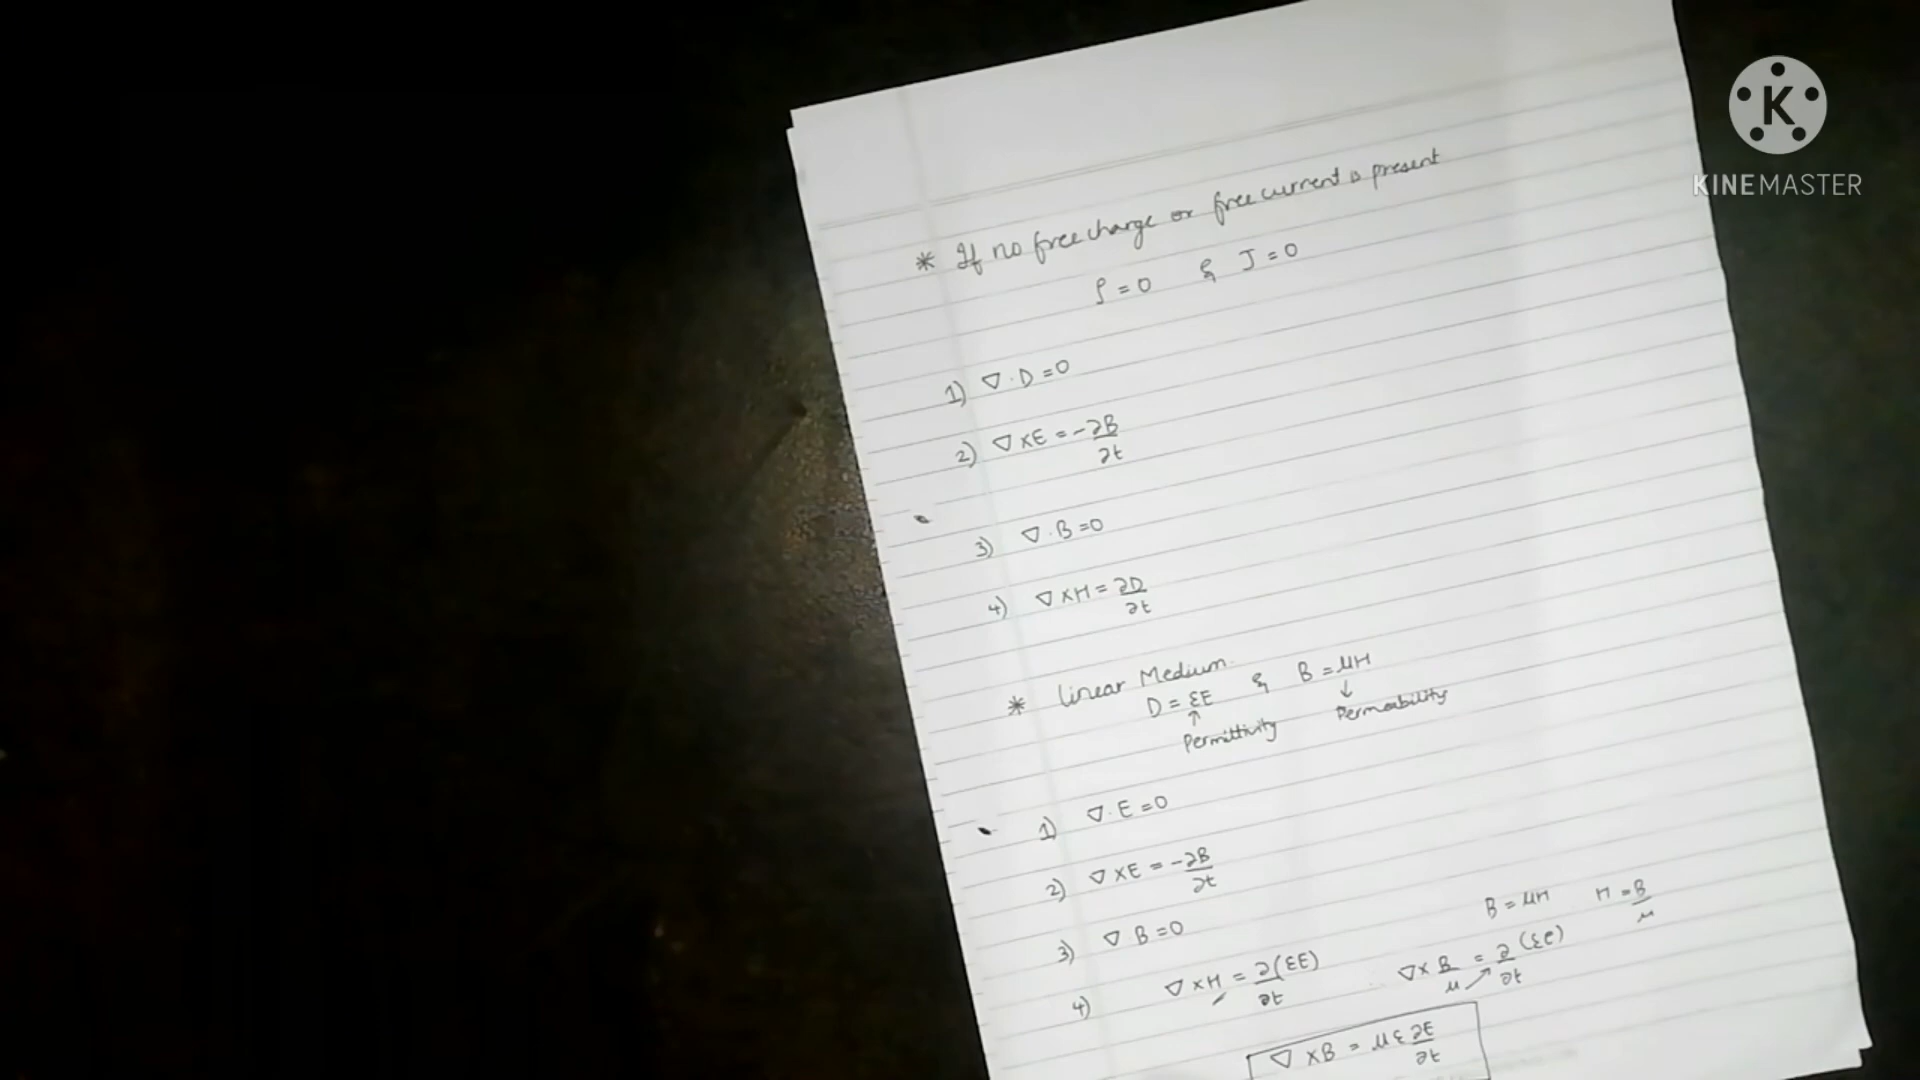 * If no free charge or free current is present
ρ = 0 & J = 0
1) ∇ · D = 0
2) ∇ × E = -∂B/∂t
3) ∇ · B = 0
4) ∇ × H = ∂D/∂t
* Linear Medium.
D = εE & B = μH
↑ Permittivity ↓ Permeability
1) ∇ · E = 0
2) ∇ × E = -∂B/∂t
3) ∇ B = 0
4) ∇ × H = ∂(εE)/∂t
B = μH H = B/μ
∇ × B/μ = ∂/∂t (εE)
∇ × B = με ∂E/∂t
K
KINEMASTER